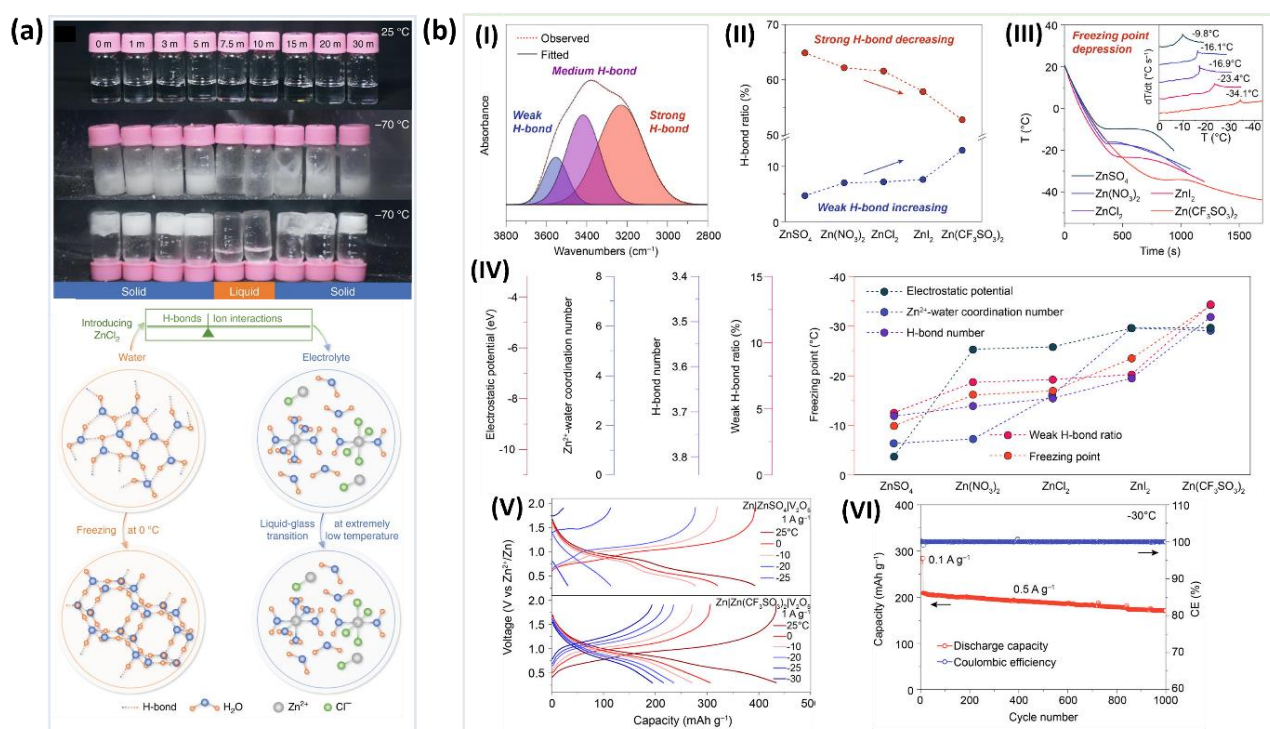 (a)
0 m 1 m 3 m 5 m 7.5 m 10 m 15 m 20 m 30 m
25 °C
–70 °C
–70 °C
Solid Liquid Solid
Introducing ZnCl2
H-bonds Ion interactions
Water
Electrolyte
Freezing at 0 °C
Liquid-glass transition
at extremely low temperature
H-bond H2O Zn2+ Cl−
(b)
(I)
Observed
Fitted
Medium H-bond
Weak H-bond
Strong H-bond
Absorbance
3800 3600 3400 3200 3000 2800
Wavenumbers (cm−1)
(II)
Strong H-bond decreasing
Weak H-bond increasing
H-bond ratio (%)
70
60
50
10
5
0
ZnSO4 Zn(NO3)2 ZnCl2 ZnI2 Zn(CF3SO3)2
(III)
Freezing point depression
-9.8°C
-16.1°C
-16.9°C
-23.4°C
-34.1°C
dT/dt (°C s−1)
0 -10 -20 -30 -40
T (°C)
T (°C)
40
20
0
-20
-40
ZnSO4
Zn(NO3)2
ZnCl2
ZnI2
Zn(CF3SO3)2
0 500 1000 1500
Time (s)
(IV)
Electrostatic potential (eV)
-4
-6
-8
-10
Zn2+-water coordination number
8
6
4
2
0
H-bond number
3.4
3.5
3.6
3.7
3.8
Weak H-bond ratio (%)
15
10
5
0
Freezing point (°C)
-40
-30
-20
-10
0
Electrostatic potential
Zn2+-water coordination number
H-bond number
Weak H-bond ratio
Freezing point
ZnSO4 Zn(NO3)2 ZnCl2 ZnI2 Zn(CF3SO3)2
(V)
Voltage (V vs Zn2+/Zn)
2.0
1.5
1.0
0.5
Zn|ZnSO4|V2O5
1 A g−1
25°C
0
-10
-20
-25
2.0
1.5
1.0
0.5
Zn|Zn(CF3SO3)2|V2O5
1 A g−1
25°C
0
-10
-20
-25
-30
0 100 200 300 400 500
Capacity (mAh g−1)
(VI)
-30°C
Capacity (mAh g−1)
400
300
200
100
0
0.1 A g−1
0.5 A g−1
Discharge capacity
Coulombic efficiency
CE (%)
110
100
90
80
70
60
0 200 400 600 800 1000
Cycle number